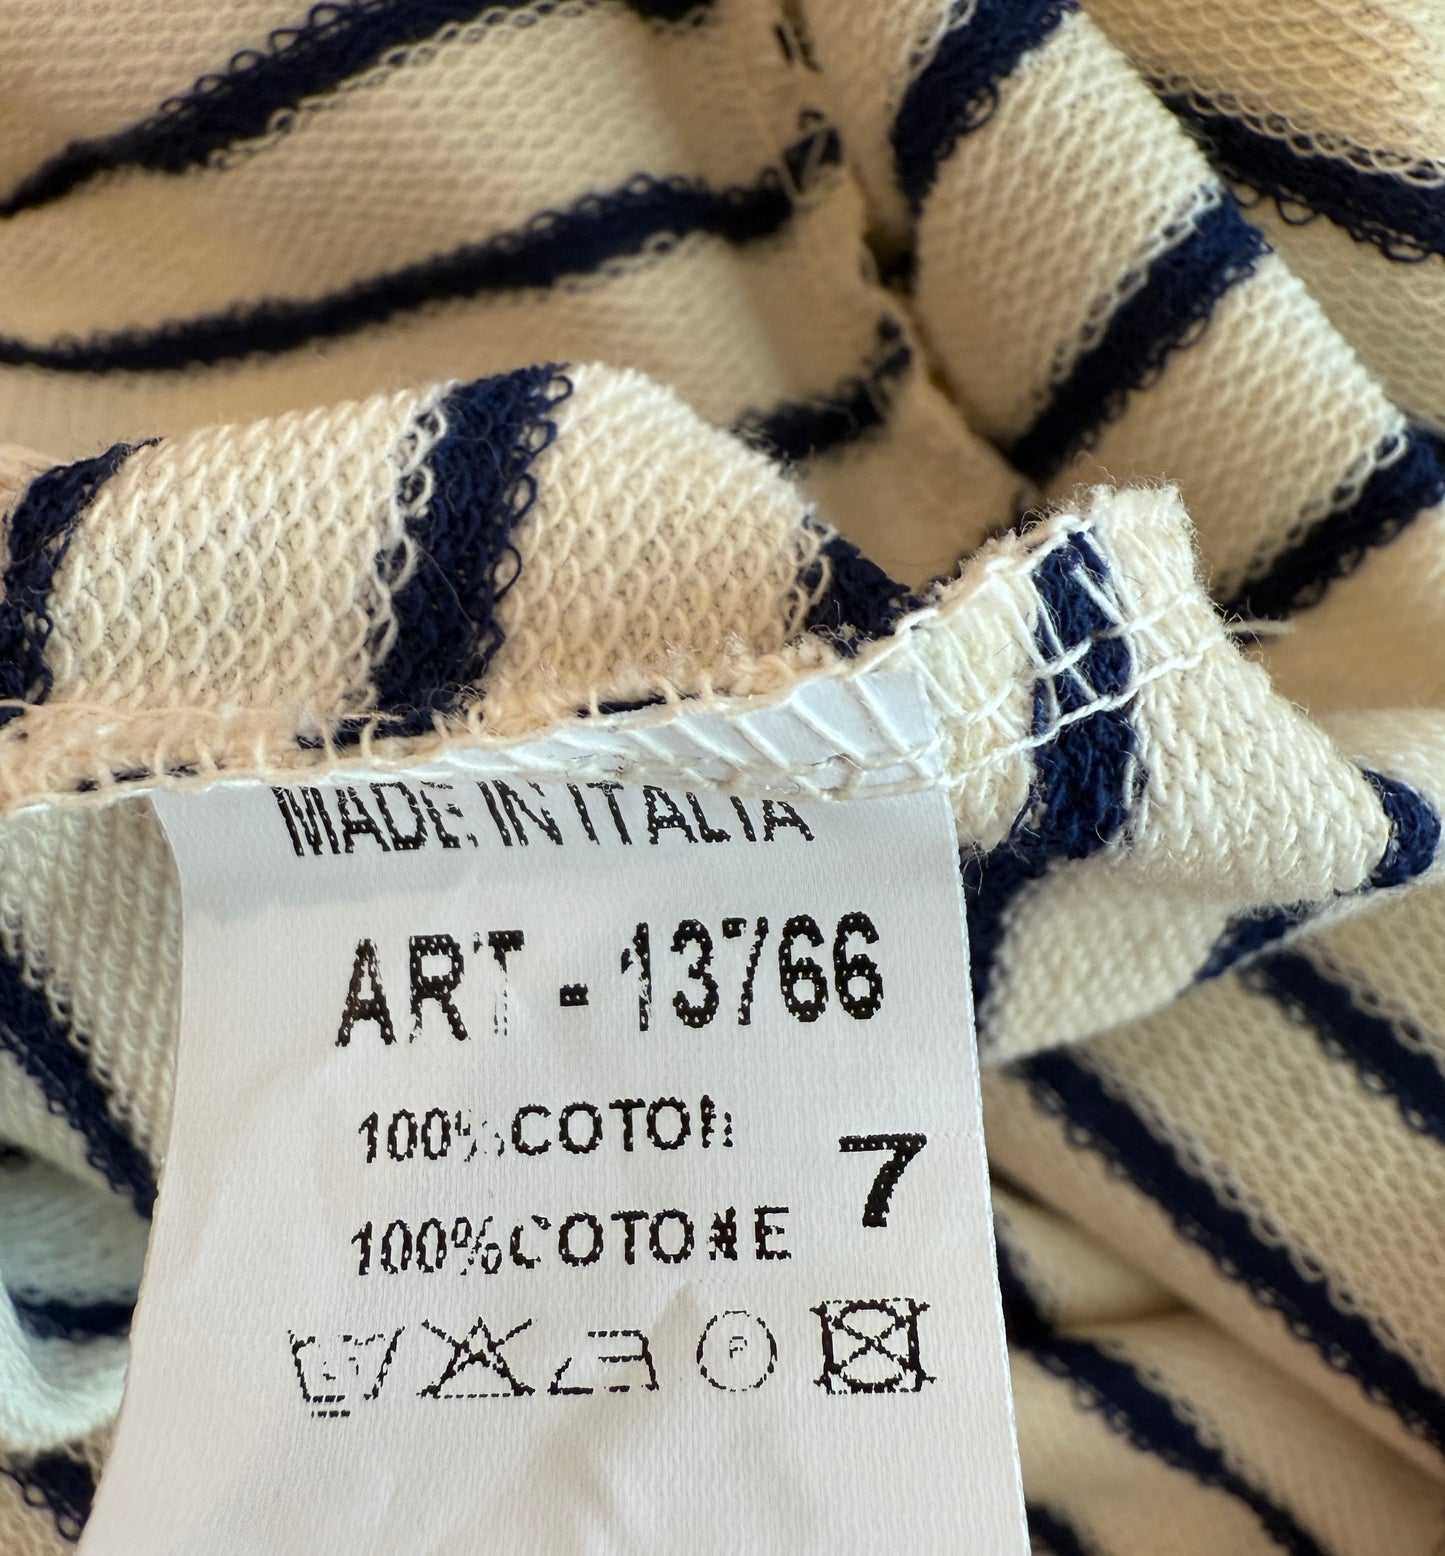 MADE IN ITALIA
ART - 13766
100% COTON
7
100% COTONE
P